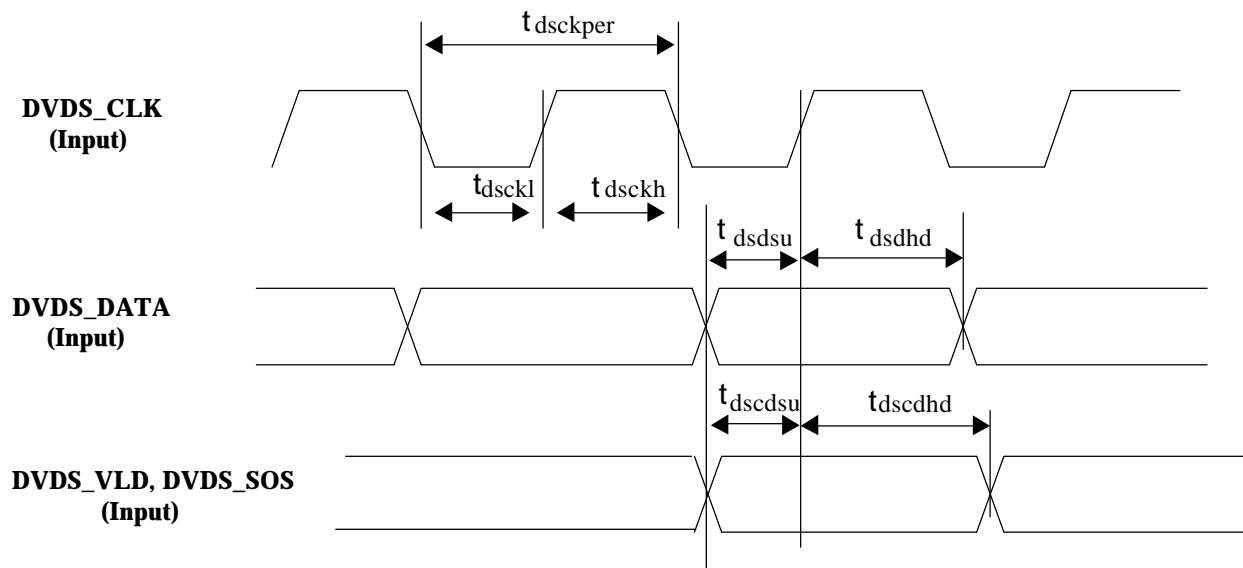 t dsckper
DVDS_CLK
(Input)
tdsckl
t dsckh
t dsdsu
t dsdhd
DVDS_DATA
(Input)
tdscdsu
tdscdhd
DVDS_VLD, DVDS_SOS
(Input)